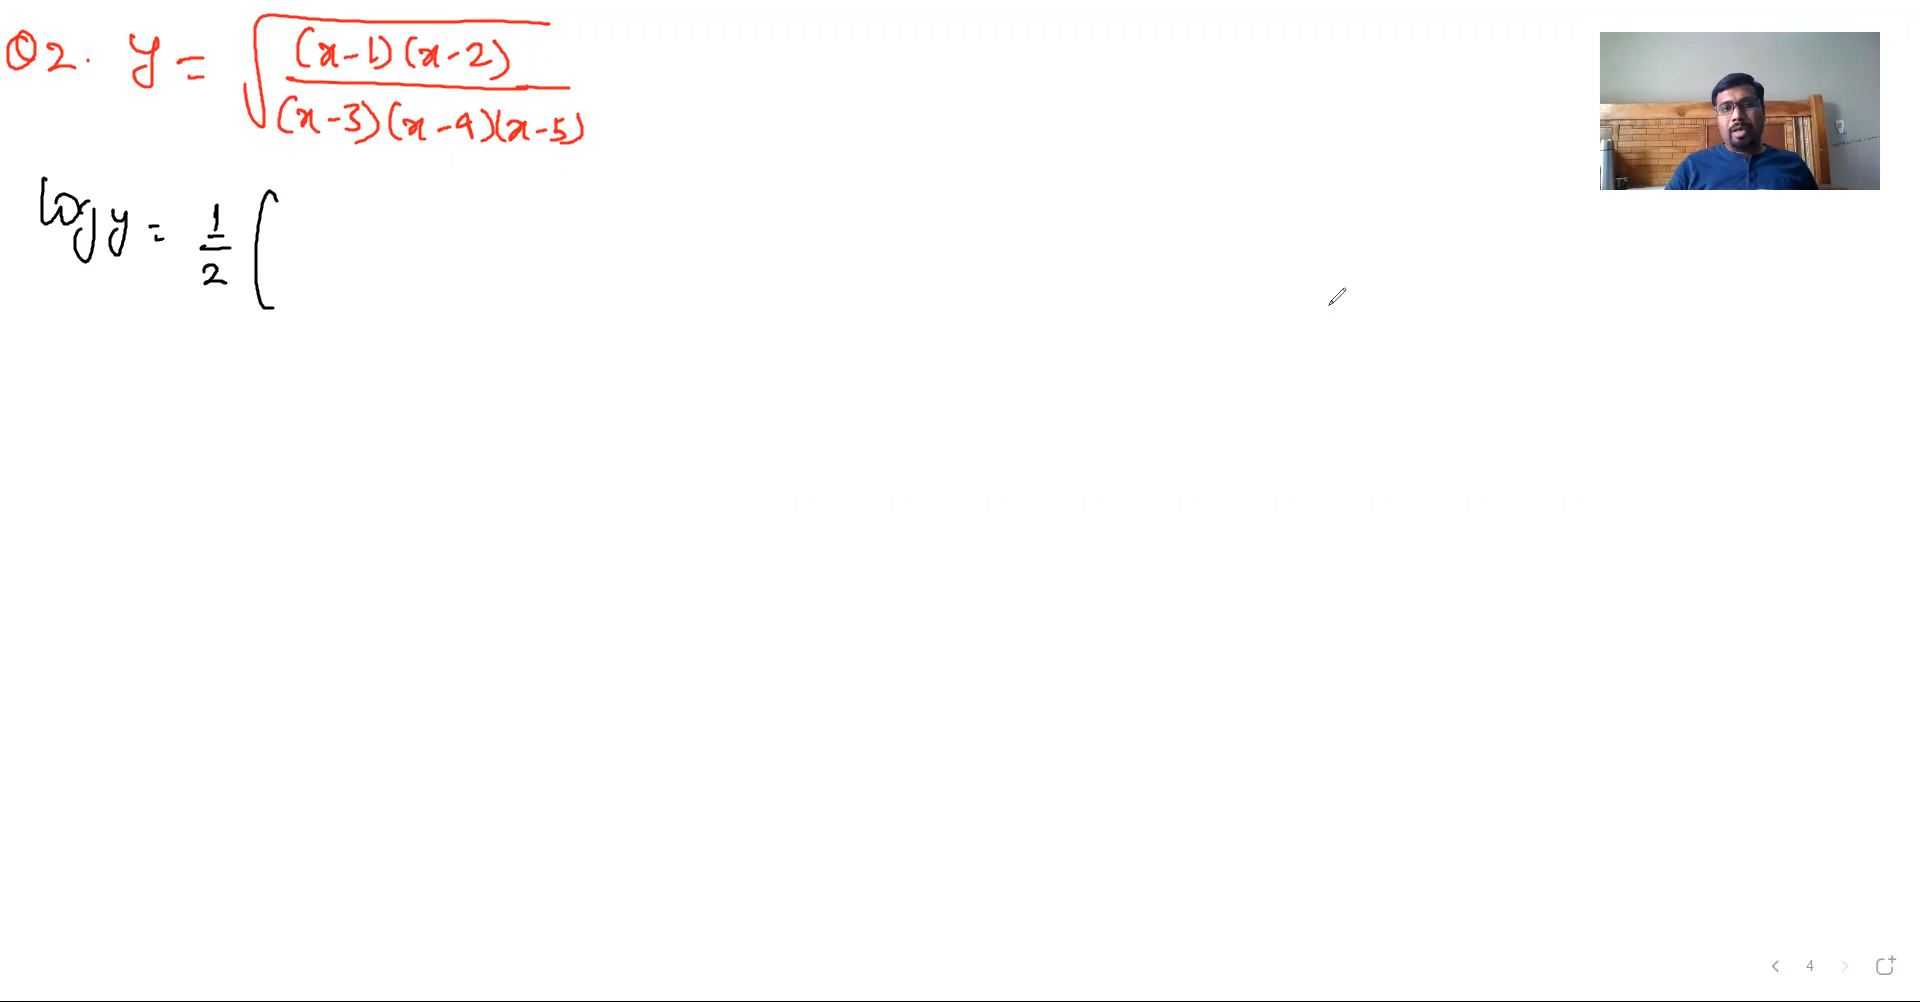 Q2. y = √((x-1)(x-2) / (x-3)(x-4)(x-5))
log y = 1/2 (
4